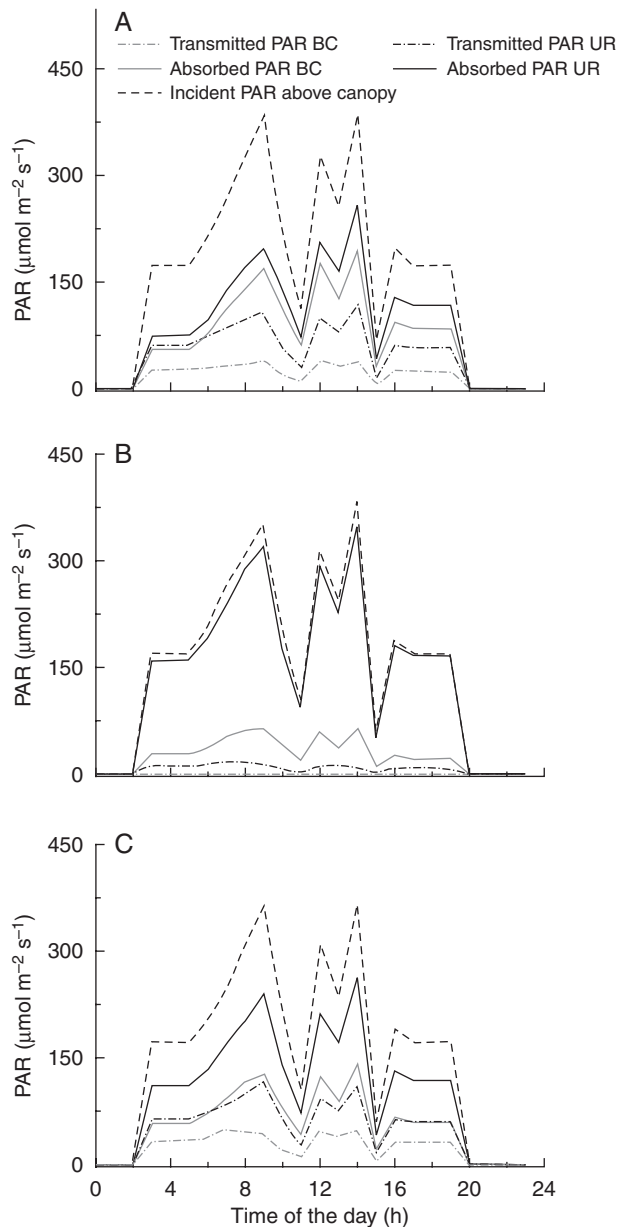 A
Transmitted PAR BC
Transmitted PAR UR
Absorbed PAR BC
Absorbed PAR UR
Incident PAR above canopy
450
300
150
0
PAR (μmol m−2 s−1)
B
450
300
150
0
PAR (μmol m−2 s−1)
C
450
300
150
0
PAR (μmol m−2 s−1)
0 4 8 12 16 20 24
Time of the day (h)